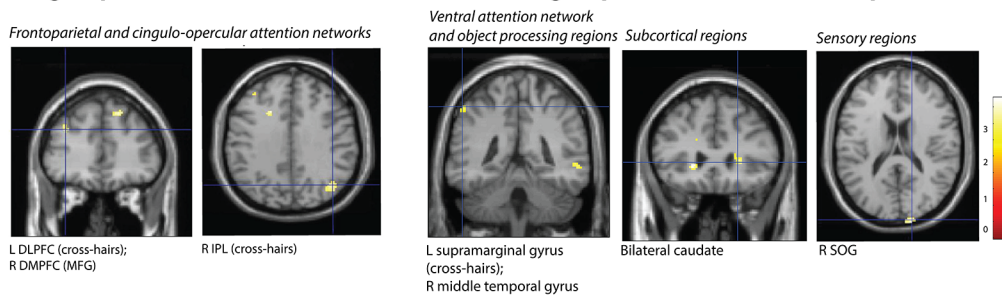 Frontoparietal and cingulo-opercular attention networks
L DLPFC (cross-hairs);
R DMPFC (MFG)
R IPL (cross-hairs)
Ventral attention network
and object processing regions
L supramarginal gyrus
(cross-hairs);
R middle temporal gyrus
Subcortical regions
Bilateral caudate
Sensory regions
R SOG
3
2
1
0